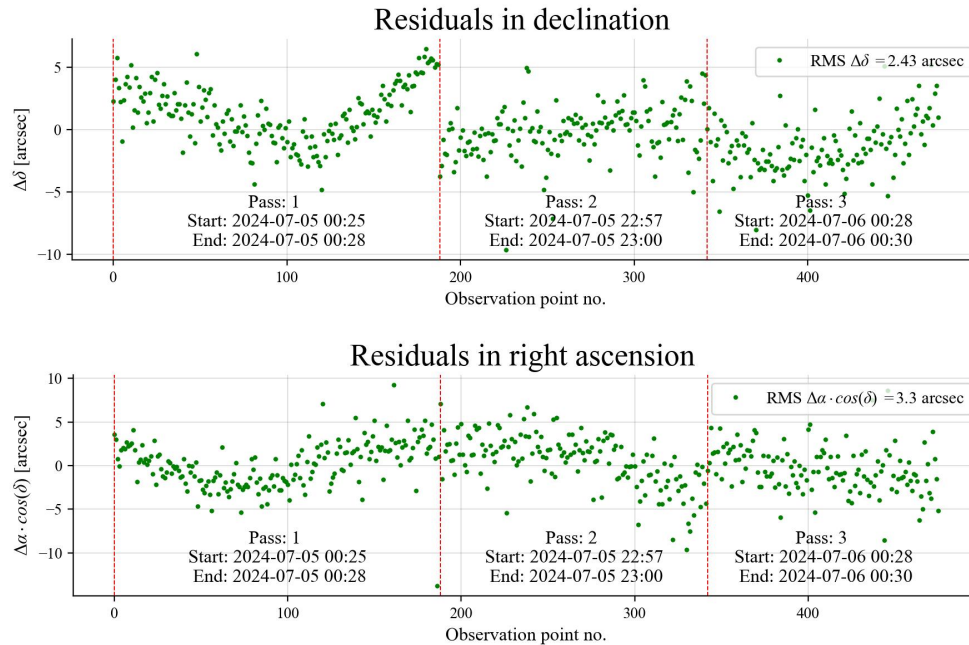 Residuals in declination
5
0
−5
−10
Δδ [arcsec]
RMS Δδ =2.43 arcsec
Pass: 1
Start: 2024-07-05 00:25
End: 2024-07-05 00:28
Pass: 2
Start: 2024-07-05 22:57
End: 2024-07-05 23:00
Pass: 3
Start: 2024-07-06 00:28
End: 2024-07-06 00:30
0 100 200 300 400
Observation point no.
Residuals in right ascension
10
5
0
−5
−10
Δα·cos(δ) [arcsec]
RMS Δα·cos(δ) =3.3 arcsec
Pass: 1
Start: 2024-07-05 00:25
End: 2024-07-05 00:28
Pass: 2
Start: 2024-07-05 22:57
End: 2024-07-05 23:00
Pass: 3
Start: 2024-07-06 00:28
End: 2024-07-06 00:30
0 100 200 300 400
Observation point no.